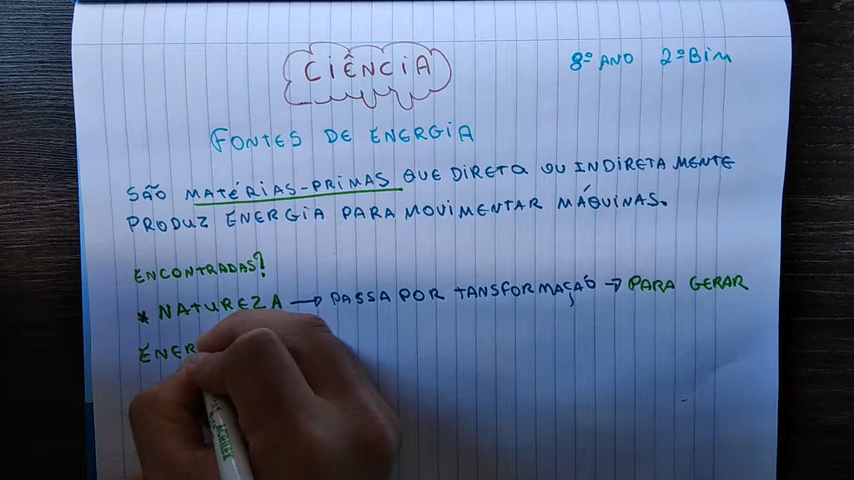 CIÊNCIA
8º ANO 2º BIM
FONTES DE ENERGIA
SÃO MATÉRIAS-PRIMAS QUE DIRETA OU INDIRETAMENTE
PRODUZ ENERGIA PARA MOVIMENTAR MÁQUINAS.
ENCONTRADAS?
* NATUREZA → PASSA POR TANSFORMAÇÃO → PARA GERAR
ENER